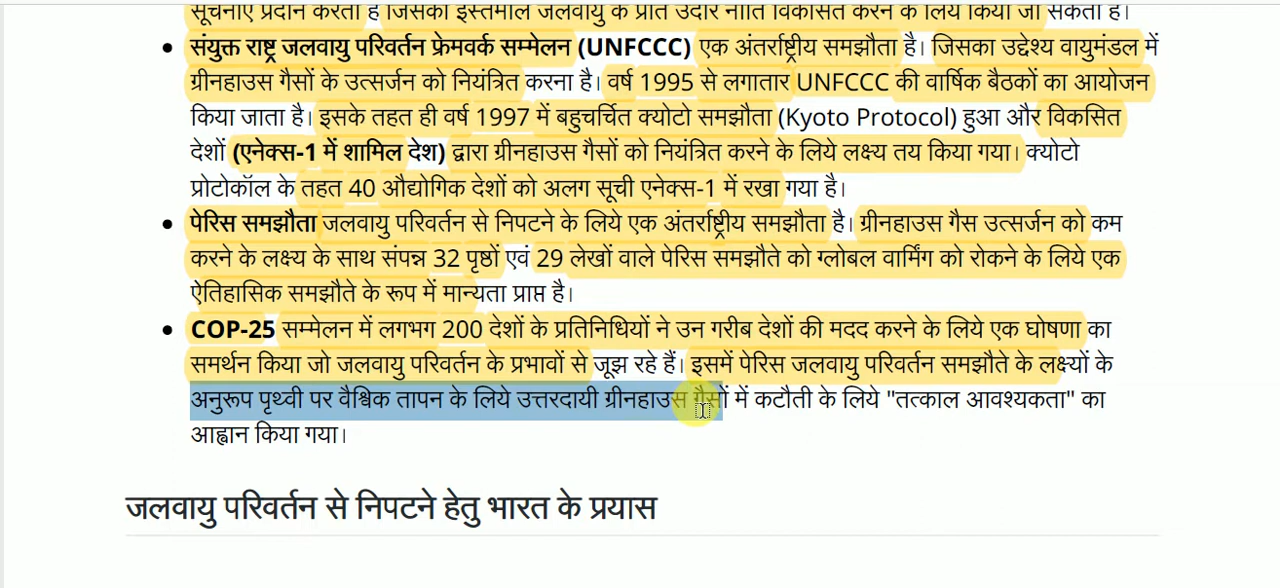 सूचनाएँ प्रदान करता है जिसका इस्तेमाल जलवायु के प्रति उदार नीति विकसित करने के लिये किया जा सकता है।
संयुक्त राष्ट्र जलवायु परिवर्तन फ्रेमवर्क सम्मेलन (UNFCCC) एक अंतर्राष्ट्रीय समझौता है। जिसका उद्देश्य वायुमंडल में
ग्रीनहाउस गैसों के उत्सर्जन को नियंत्रित करना है। वर्ष 1995 से लगातार UNFCCC की वार्षिक बैठकों का आयोजन
किया जाता है। इसके तहत ही वर्ष 1997 में बहुचर्चित क्योटो समझौता (Kyoto Protocol) हुआ और विकसित
देशों (एनेक्स-1 में शामिल देश) द्वारा ग्रीनहाउस गैसों को नियंत्रित करने के लिये लक्ष्य तय किया गया। क्योटो
प्रोटोकॉल के तहत 40 औद्योगिक देशों को अलग सूची एनेक्स-1 में रखा गया है।
पेरिस समझौता जलवायु परिवर्तन से निपटने के लिये एक अंतर्राष्ट्रीय समझौता है। ग्रीनहाउस गैस उत्सर्जन को कम
करने के लक्ष्य के साथ संपन्न 32 पृष्ठों एवं 29 लेखों वाले पेरिस समझौते को ग्लोबल वार्मिंग को रोकने के लिये एक
ऐतिहासिक समझौते के रूप में मान्यता प्राप्त है।
COP-25 सम्मेलन में लगभग 200 देशों के प्रतिनिधियों ने उन गरीब देशों की मदद करने के लिये एक घोषणा का
समर्थन किया जो जलवायु परिवर्तन के प्रभावों से जूझ रहे हैं। इसमें पेरिस जलवायु परिवर्तन समझौते के लक्ष्यों के
अनुरूप पृथ्वी पर वैश्विक तापन के लिये उत्तरदायी ग्रीनहाउस गैसों में कटौती के लिये "तत्काल आवश्यकता" का
आह्वान किया गया।
जलवायु परिवर्तन से निपटने हेतु भारत के प्रयास